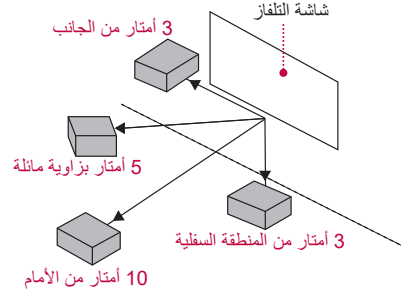 شاشة التلفاز
3 أمتار من الجانب
5 أمتار بزاوية مائلة
3 أمتار من المنطقة السفلية
10 أمتار من الأمام